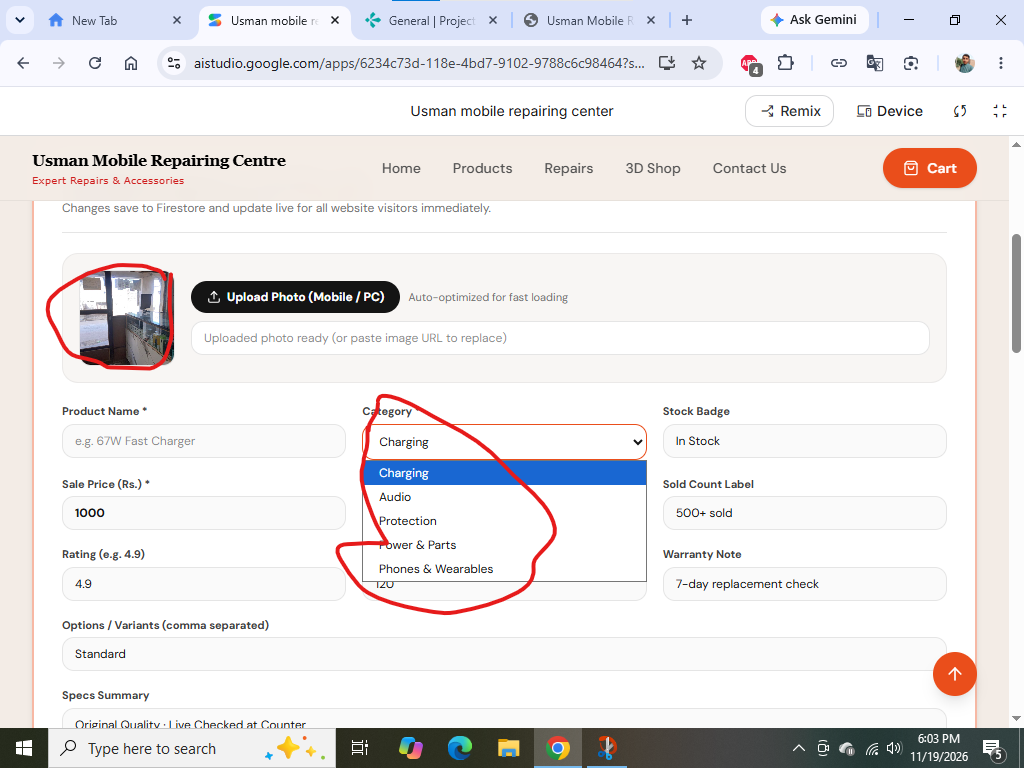 New Tab
Usman mobile re
General | Project
Usman Mobile R
Ask Gemini
aistudio.google.com/apps/6234c73d-118e-4bd7-9102-9788c6c98464?s...
4
Usman mobile repairing center
Remix
Device
Usman Mobile Repairing Centre
Expert Repairs & Accessories
Home
Products
Repairs
3D Shop
Contact Us
Cart
Changes save to Firestore and update live for all website visitors immediately.
Upload Photo (Mobile / PC)
Auto-optimized for fast loading
Uploaded photo ready (or paste image URL to replace)
Product Name *
Category
Stock Badge
e.g. 67W Fast Charger
Charging
In Stock
Charging
Audio
Protection
Power & Parts
Phones & Wearables
Sale Price (Rs.) *
Sold Count Label
1000
500+ sold
Rating (e.g. 4.9)
Warranty Note
4.9
120
7-day replacement check
Options / Variants (comma separated)
Standard
Specs Summary
Original Quality · Live Checked at Counter
Type here to search
6:03 PM
11/19/2026
5